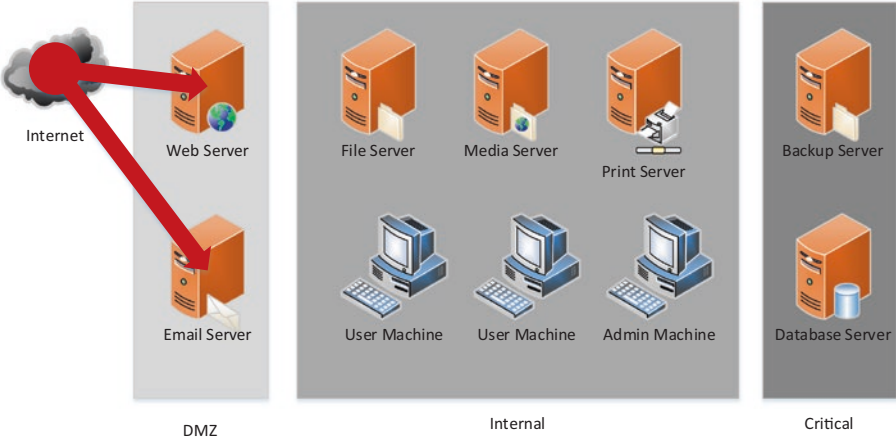 Internet
Web Server
File Server
Media Server
Print Server
Backup Server
Email Server
User Machine
User Machine
Admin Machine
Database Server
DMZ
Internal
Critical